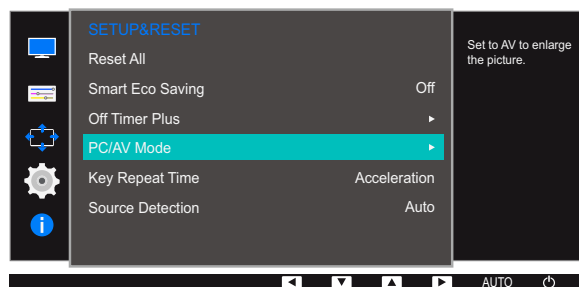 SETUP&RESET
Reset All
Smart Eco Saving Off
Off Timer Plus
PC/AV Mode
Key Repeat Time Acceleration
Source Detection Auto
Set to AV to enlarge
the picture.
AUTO